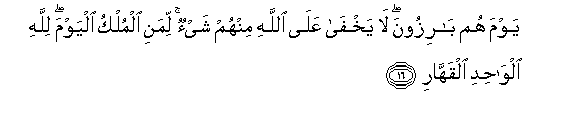 يَوْمَ هُم بَـٰرِزُونَ ۖ لَا يَخْفَىٰ عَلَى ٱللَّهِ مِنْهُمْ شَىْءٌ ۚ لِّمَنِ ٱلْمُلْكُ ٱلْيَوْمَ ۖ لِلَّهِ
ٱلْوَٰحِدِ ٱلْقَهَّارِ ١٦